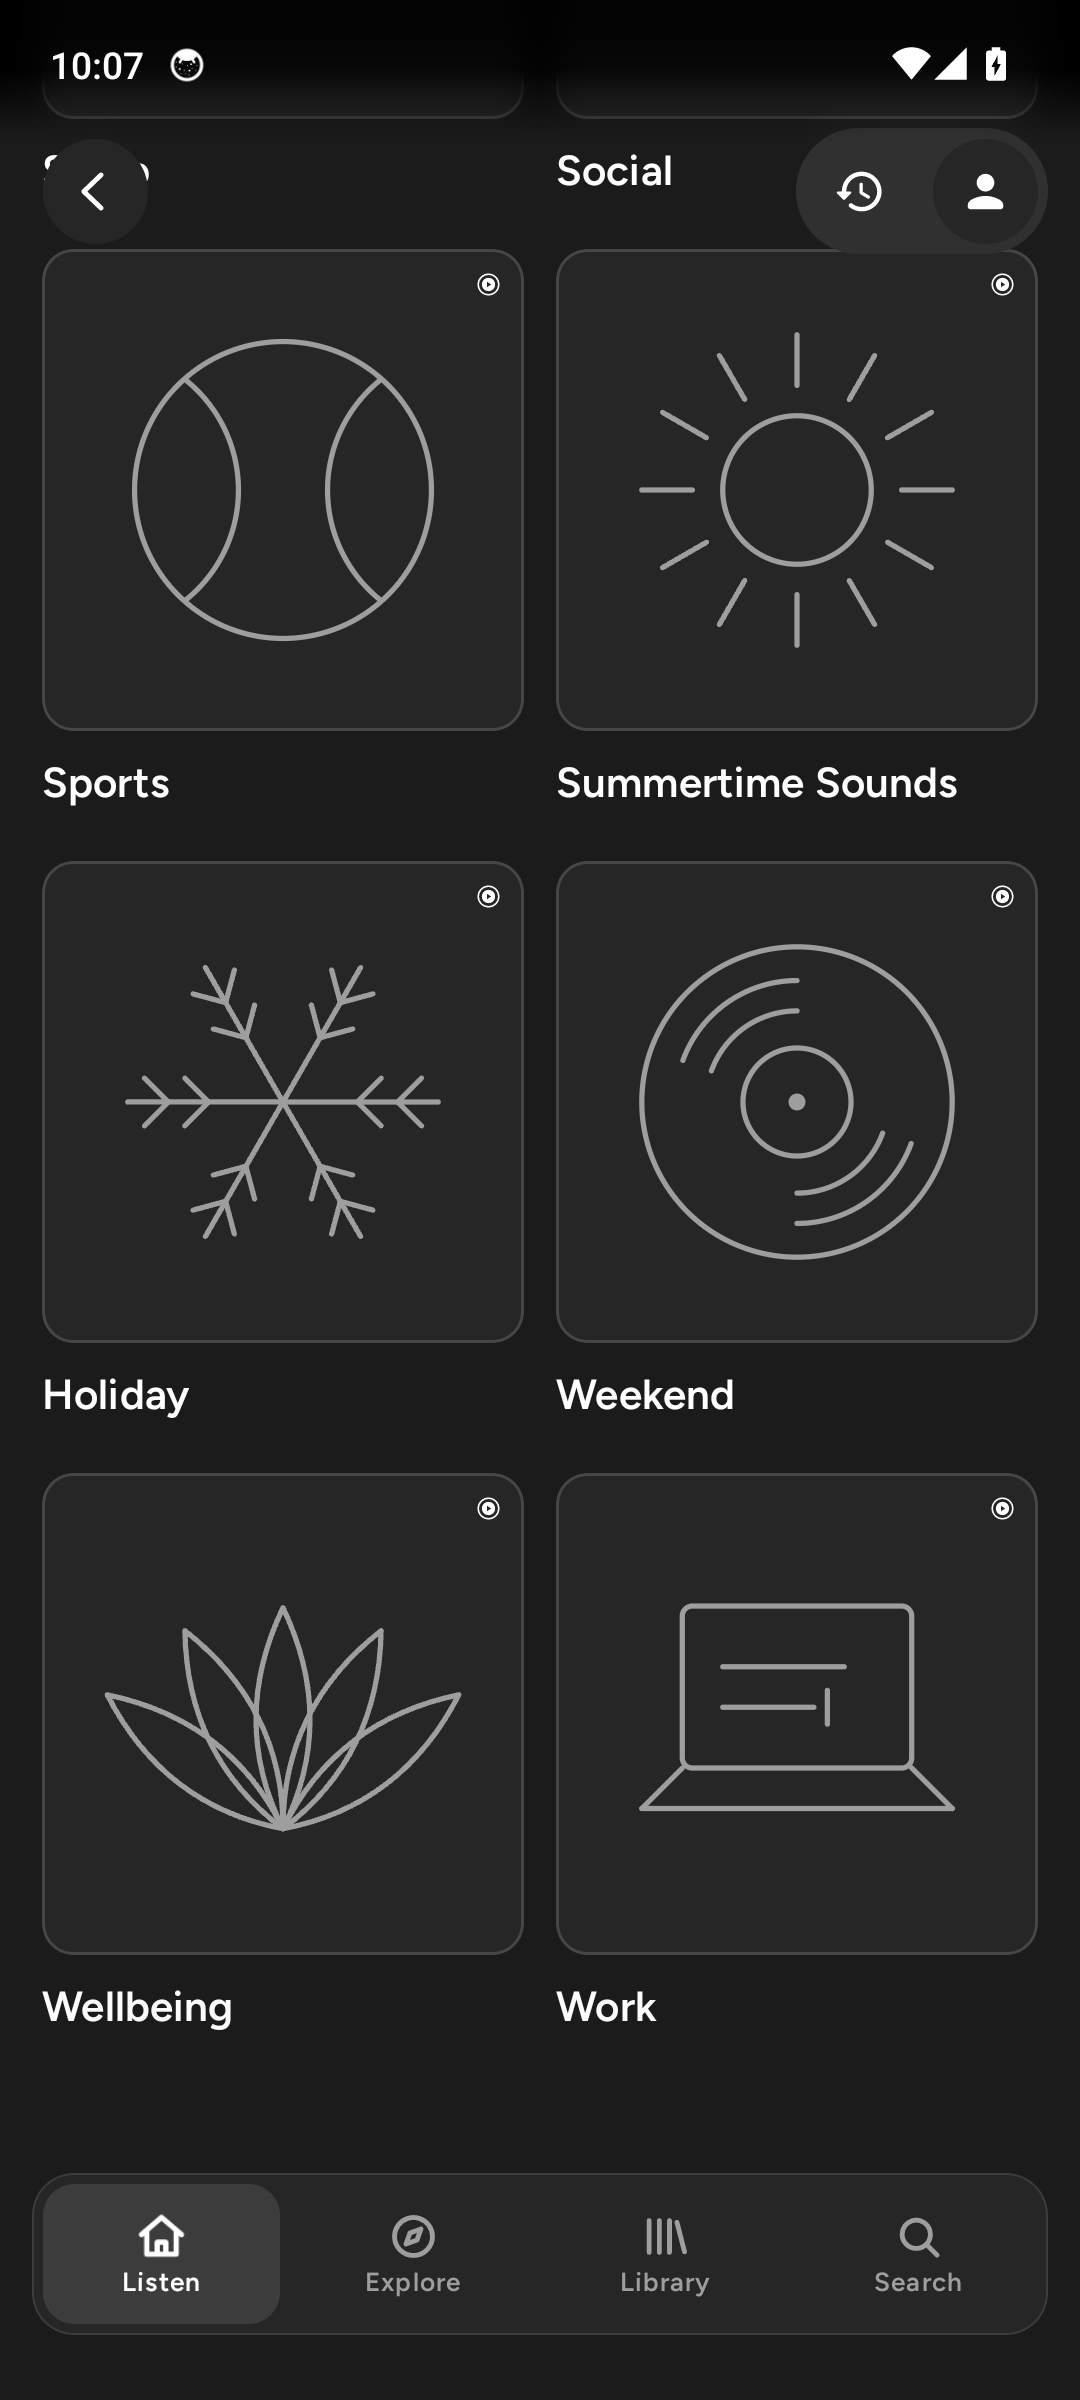 10:07
Social
Sports
Summertime Sounds
Holiday
Weekend
Wellbeing
Work
Listen
Explore
Library
Search